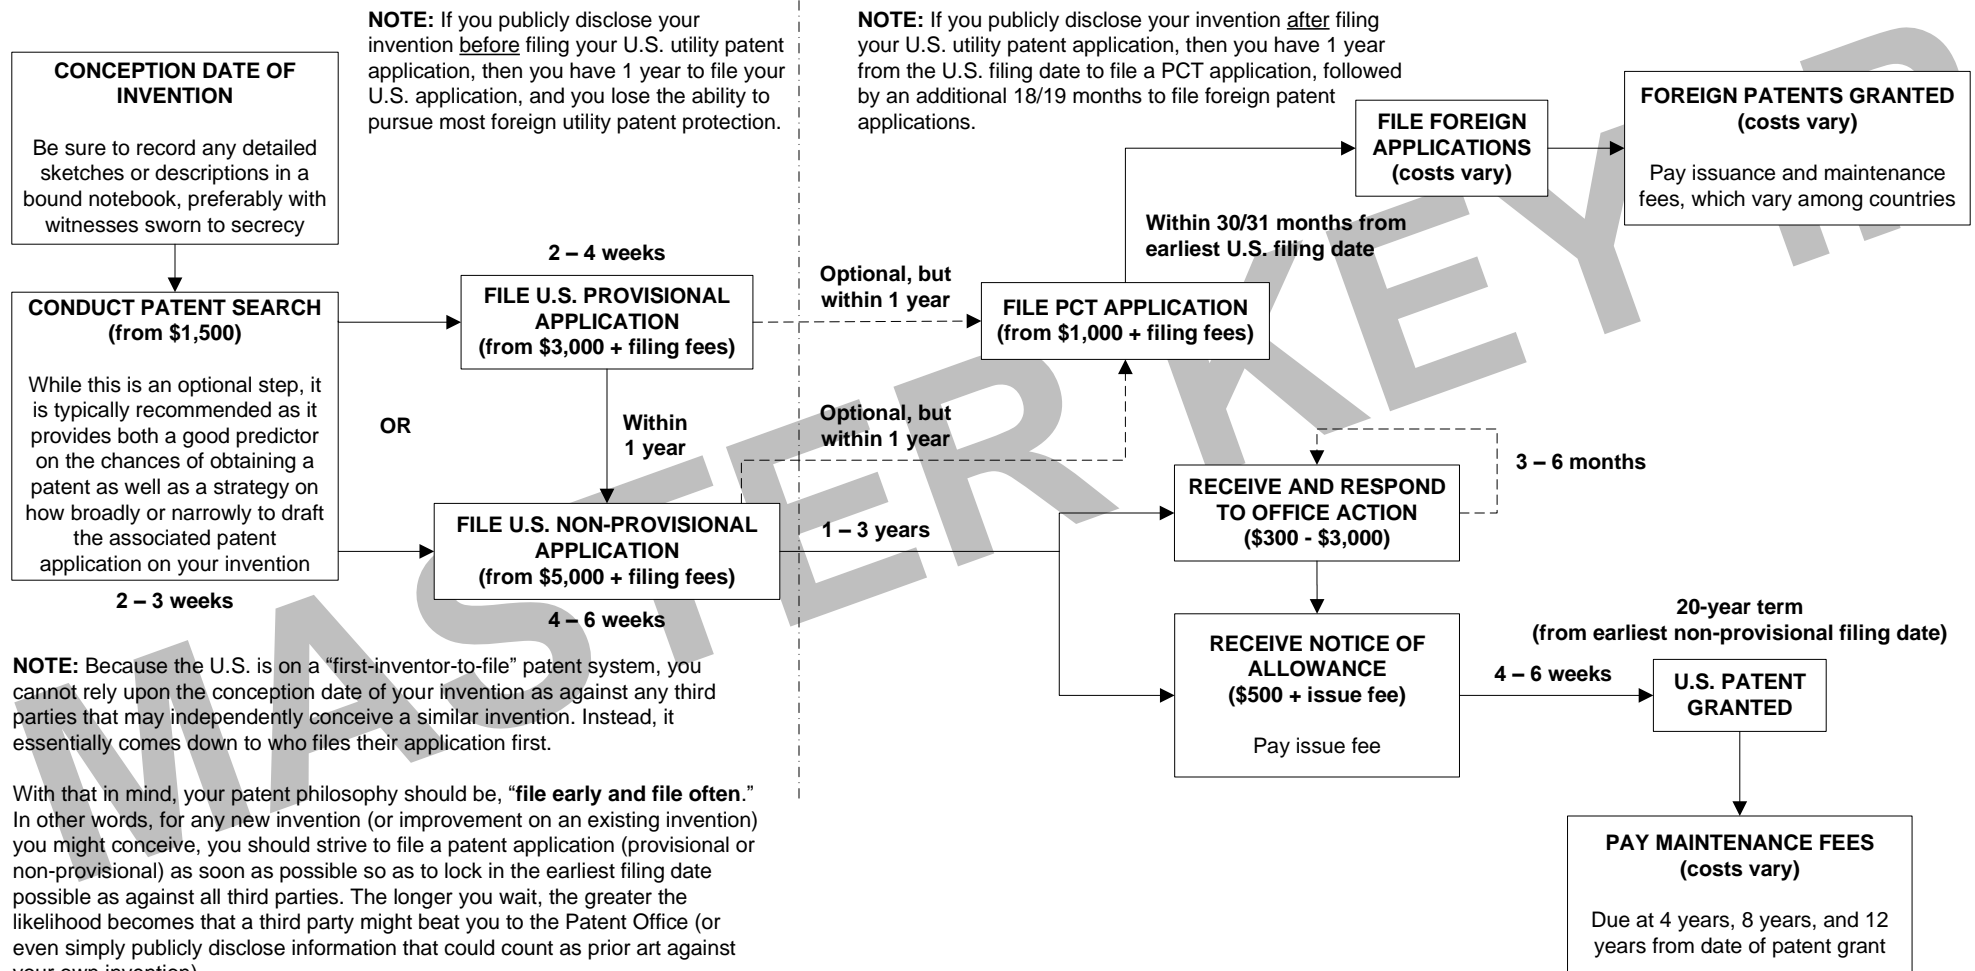 NOTE: If you publicly disclose your
invention before filing your U.S. utility patent
application, then you have 1 year to file your
U.S. application, and you lose the ability to
pursue most foreign utility patent protection.
NOTE: If you publicly disclose your invention after filing
your U.S. utility patent application, then you have 1 year
from the U.S. filing date to file a PCT application, followed
by an additional 18/19 months to file foreign patent
applications.
CONCEPTION DATE OF
INVENTION
Be sure to record any detailed
sketches or descriptions in a
bound notebook, preferably with
witnesses sworn to secrecy
CONDUCT PATENT SEARCH
(from $1,500)
While this is an optional step, it
is typically recommended as it
provides both a good predictor
on the chances of obtaining a
patent as well as a strategy on
how broadly or narrowly to draft
the associated patent
application on your invention
2 – 3 weeks
OR
2 – 4 weeks
FILE U.S. PROVISIONAL
APPLICATION
(from $3,000 + filing fees)
Within
1 year
FILE U.S. NON-PROVISIONAL
APPLICATION
(from $5,000 + filing fees)
4 – 6 weeks
Optional, but
within 1 year
Optional, but
within 1 year
1 – 3 years
FILE PCT APPLICATION
(from $1,000 + filing fees)
Within 30/31 months from
earliest U.S. filing date
FILE FOREIGN
APPLICATIONS
(costs vary)
FOREIGN PATENTS GRANTED
(costs vary)
Pay issuance and maintenance
fees, which vary among countries
RECEIVE AND RESPOND
TO OFFICE ACTION
($300 - $3,000)
3 – 6 months
RECEIVE NOTICE OF
ALLOWANCE
($500 + issue fee)
Pay issue fee
4 – 6 weeks
20-year term
(from earliest non-provisional filing date)
U.S. PATENT
GRANTED
PAY MAINTENANCE FEES
(costs vary)
Due at 4 years, 8 years, and 12
years from date of patent grant
NOTE: Because the U.S. is on a “first-inventor-to-file” patent system, you
cannot rely upon the conception date of your invention as against any third
parties that may independently conceive a similar invention. Instead, it
essentially comes down to who files their application first.
With that in mind, your patent philosophy should be, “file early and file often.”
In other words, for any new invention (or improvement on an existing invention)
you might conceive, you should strive to file a patent application (provisional or
non-provisional) as soon as possible so as to lock in the earliest filing date
possible as against all third parties. The longer you wait, the greater the
likelihood becomes that a third party might beat you to the Patent Office (or
even simply publicly disclose information that could count as prior art against
your own invention)
MASTER KEY IP